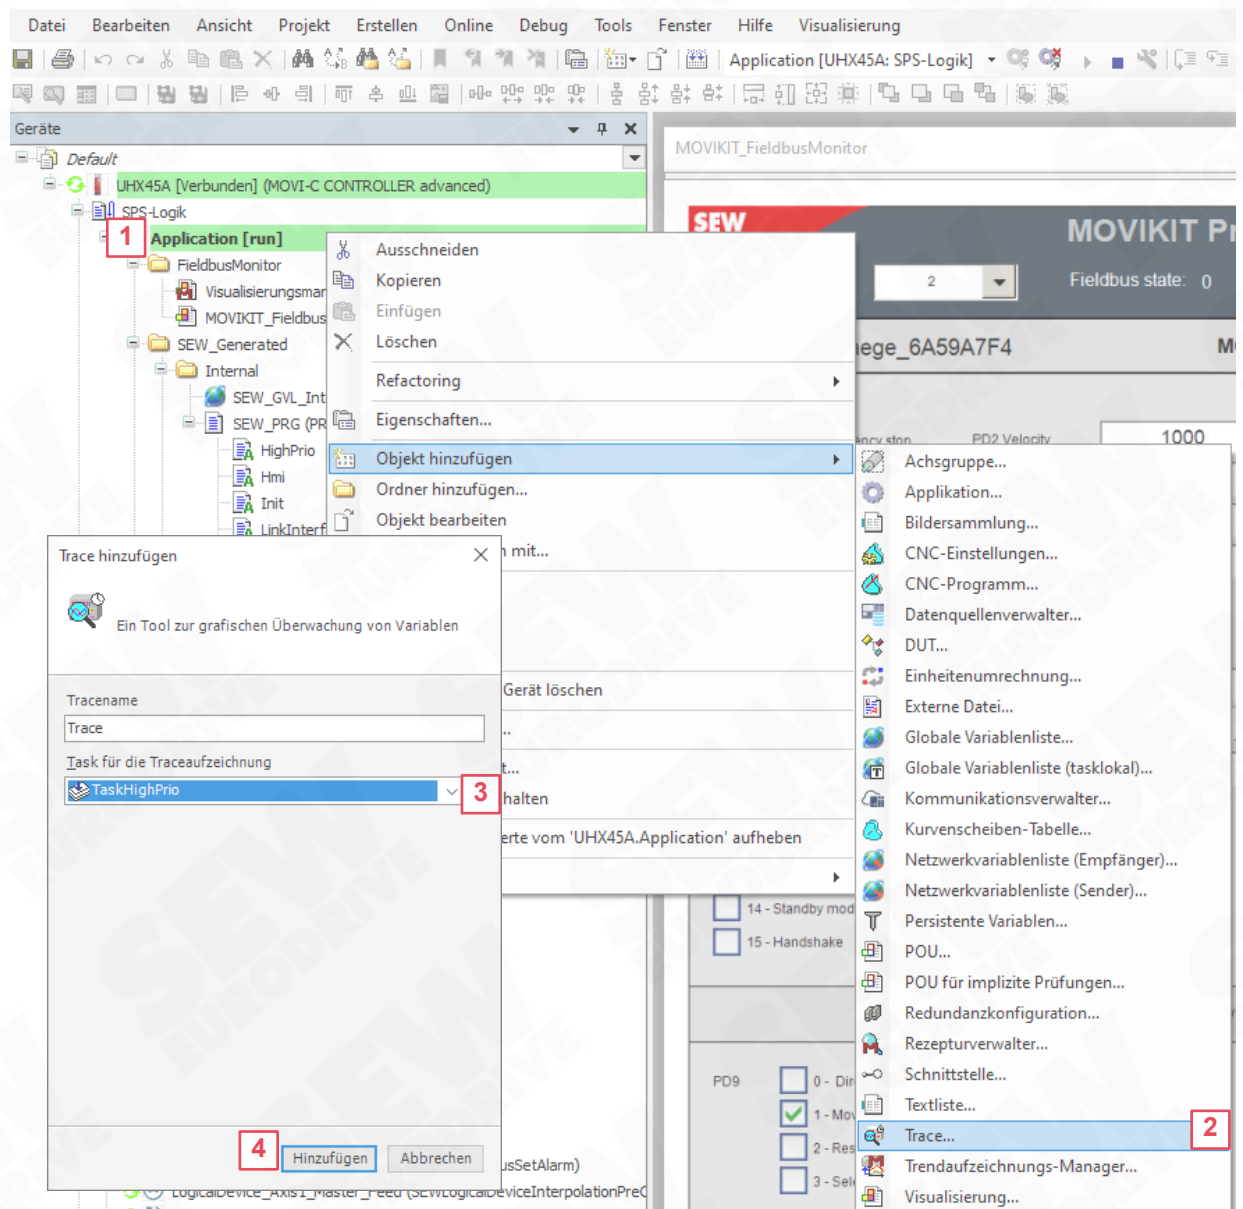 Datei Bearbeiten Ansicht Projekt Erstellen Online Debug Tools Fenster Hilfe Visualisierung
Application [UHX45A: SPS-Logik]
Geräte
Default
UHX45A [Verbunden] (MOVI-C CONTROLLER advanced)
SPS-Logik
1
Application [run]
FieldbusMonitor
Visualisierungsmar
MOVIKIT_Fieldbus
SEW_Generated
Internal
SEW_GVL_Int
SEW_PRG (PR
HighPrio
Hmi
Init
LinkInterf
MOVIKIT_FieldbusMonitor
SEW
MOVIKIT Pr
2
Fieldbus state: 0
aege_6A59A7F4
PD2 Velocity
1000
Ausschneiden
Kopieren
Einfügen
Löschen
Refactoring
Eigenschaften...
Objekt hinzufügen
Ordner hinzufügen...
Objekt bearbeiten
mit...
Gerät löschen
t...
halten
erte vom 'UHX45A.Application' aufheben
Achsgruppe...
Applikation...
Bildersammlung...
CNC-Einstellungen...
CNC-Programm...
Datenquellenverwalter...
DUT...
Einheitenumrechnung...
Externe Datei...
Globale Variablenliste...
Globale Variablenliste (tasklokal)...
Kommunikationsverwalter...
Kurvenscheiben-Tabelle...
Netzwerkvariablenliste (Empfänger)...
Netzwerkvariablenliste (Sender)...
Persistente Variablen...
POU...
POU für implizite Prüfungen...
Redundanzkonfiguration...
Rezepturverwalter...
Schnittstelle...
Textliste...
Trace...
2
Trendaufzeichnungs-Manager...
Visualisierung...
Trace hinzufügen
Ein Tool zur grafischen Überwachung von Variablen
Tracename
Trace
Task für die Traceaufzeichnung
TaskHighPrio
3
4
Hinzufügen
Abbrechen
14 - Standby mod
15 - Handshake
PD9
0 - Dir
1 - Mov
2 - Res
3 - Sel
usSetAlarm)
LogicalDevice_Axis1_Master_Feed (SEWLogicalDeviceInterpolationPreC